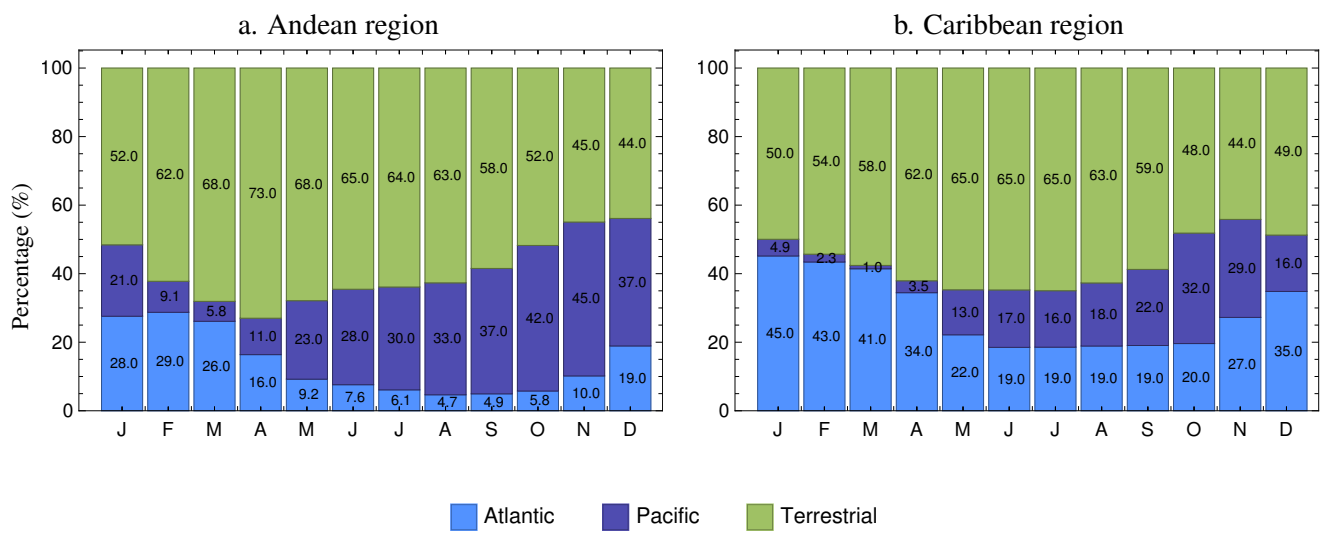 a. Andean region
b. Caribbean region
Percentage (%)
100
80
60
40
20
0
52.0 62.0 68.0 73.0 68.0 65.0 64.0 63.0 58.0 52.0 45.0 44.0
21.0 9.1 5.8 11.0 23.0 28.0 30.0 33.0 37.0 42.0 45.0 37.0
28.0 29.0 26.0 16.0 9.2 7.6 6.1 4.7 4.9 5.8 10.0 19.0
J F M A M J J A S O N D
100
80
60
40
20
0
50.0 54.0 58.0 62.0 65.0 65.0 65.0 63.0 59.0 48.0 44.0 49.0
4.9 2.3 1.0 3.5 13.0 17.0 16.0 18.0 22.0 32.0 29.0 16.0
45.0 43.0 41.0 34.0 22.0 19.0 19.0 19.0 19.0 20.0 27.0 35.0
J F M A M J J A S O N D
Atlantic Pacific Terrestrial